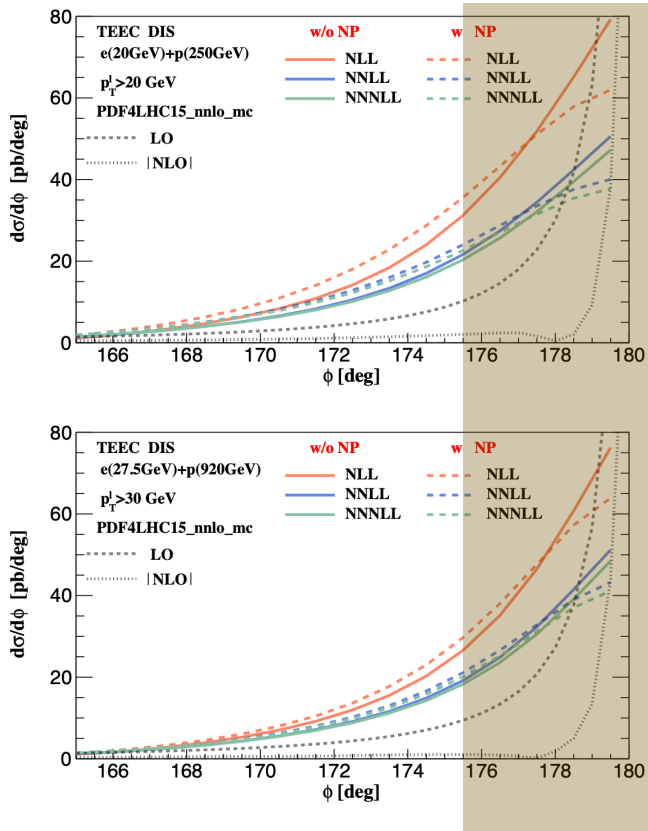 TEEC DIS
e(20GeV)+p(250GeV)
p_T^l>20 GeV
PDF4LHC15_nnlo_mc
LO
|NLO|
w/o NP
w. NP
NLL
NLL
NNLL
NNLL
NNNLL
NNNLL
dσ/dϕ [pb/deg]
80
60
40
20
0
166 168 170 172 174 176 178 180
ϕ [deg]
TEEC DIS
e(27.5GeV)+p(920GeV)
p_T^l>30 GeV
PDF4LHC15_nnlo_mc
LO
|NLO|
w/o NP
w. NP
NLL
NLL
NNLL
NNLL
NNNLL
NNNLL
dσ/dϕ [pb/deg]
80
60
40
20
0
166 168 170 172 174 176 178 180
ϕ [deg]